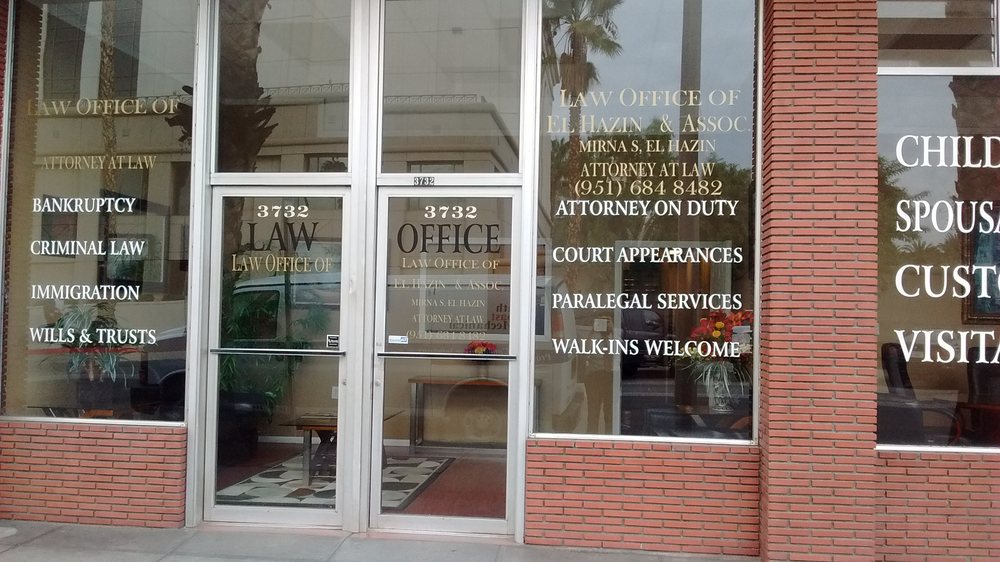 LAW OFFICE OF
ATTORNEY AT LAW
BANKRUPTCY
CRIMINAL LAW
IMMIGRATION
WILLS & TRUSTS
3732
3732
LAW
LAW OFFICE OF
3732
OFFICE
LAW OFFICE OF
EL HAZIN & ASSOC
MIRNA S, EL HAZIN
ATTORNEY AT LAW
LAW OFFICE OF
EL HAZIN & ASSOC
MIRNA S, EL HAZIN
ATTORNEY AT LAW
(951) 684 8482
ATTORNEY ON DUTY
COURT APPEARANCES
PARALEGAL SERVICES
WALK-INS WELCOME
CHILD
SPOUSA
CUST
VISITA